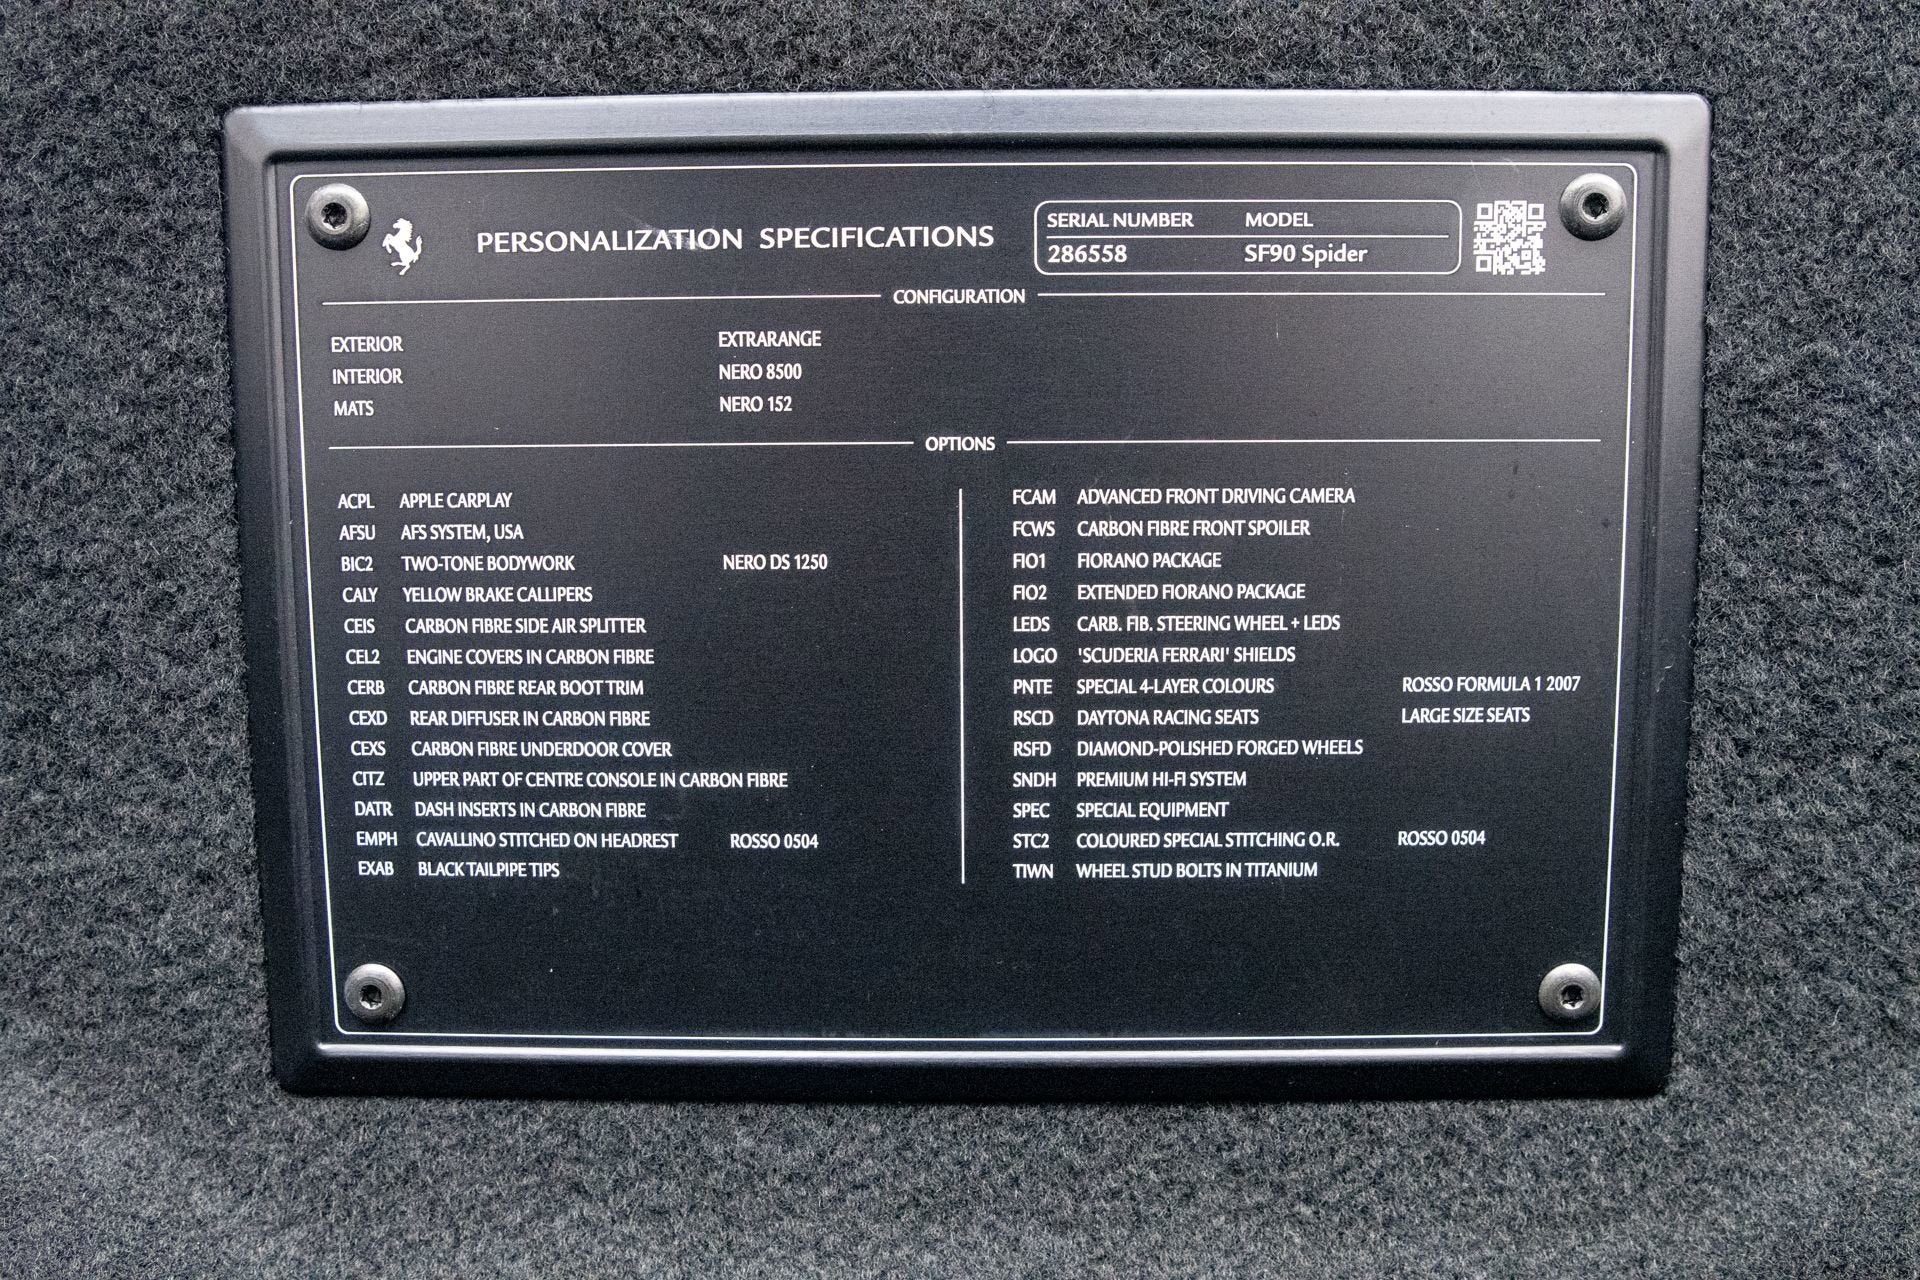 PERSONALIZATION SPECIFICATIONS
SERIAL NUMBER MODEL
286558 SF90 Spider
CONFIGURATION
EXTERIOR EXTRARANGE
INTERIOR NERO 8500
MATS NERO 152
OPTIONS
ACPL APPLE CARPLAY
AFSU AFS SYSTEM, USA
BIC2 TWO-TONE BODYWORK NERO DS 1250
CALY YELLOW BRAKE CALLIPERS
CEIS CARBON FIBRE SIDE AIR SPLITTER
CEL2 ENGINE COVERS IN CARBON FIBRE
CERB CARBON FIBRE REAR BOOT TRIM
CEXD REAR DIFFUSER IN CARBON FIBRE
CEXS CARBON FIBRE UNDERDOOR COVER
CITZ UPPER PART OF CENTRE CONSOLE IN CARBON FIBRE
DATR DASH INSERTS IN CARBON FIBRE
EMPH CAVALLINO STITCHED ON HEADREST ROSSO 0504
EXAB BLACK TAILPIPE TIPS
FCAM ADVANCED FRONT DRIVING CAMERA
FCWS CARBON FIBRE FRONT SPOILER
FIO1 FIORANO PACKAGE
FIO2 EXTENDED FIORANO PACKAGE
LEDS CARB. FIB. STEERING WHEEL + LEDS
LOGO 'SCUDERIA FERRARI' SHIELDS
PNTE SPECIAL 4-LAYER COLOURS ROSSO FORMULA 1 2007
RSCD DAYTONA RACING SEATS LARGE SIZE SEATS
RSFD DIAMOND-POLISHED FORGED WHEELS
SNDH PREMIUM HI-FI SYSTEM
SPEC SPECIAL EQUIPMENT
STC2 COLOURED SPECIAL STITCHING O.R. ROSSO 0504
TIWN WHEEL STUD BOLTS IN TITANIUM